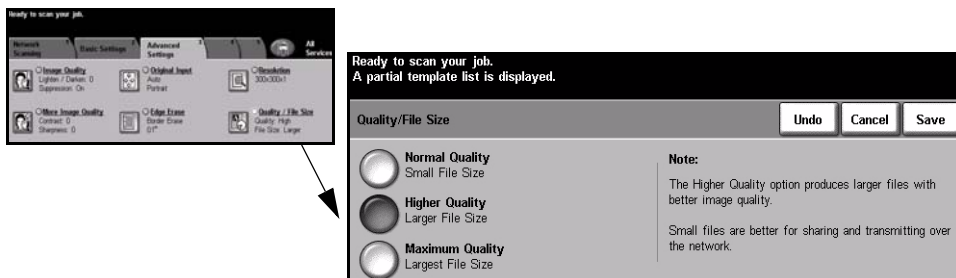 Ready to scan your job.
Network Scanning
Basic Settings
Advanced Settings
All Services
Image Quality
Lighten / Darken: 0
Suppression: On
Original Input
Auto
Portrait
Resolution
300x300x1
More Image Quality
Contrast: 0
Sharpness: 0
Edge Erase
Border Erase
0.1"
Quality / File Size
Quality: High
File Size: Larger
Ready to scan your job.
A partial template list is displayed.
Quality/File Size
Undo
Cancel
Save
Normal Quality
Small File Size
Higher Quality
Larger File Size
Maximum Quality
Largest File Size
Note:
The Higher Quality option produces larger files with
better image quality.
Small files are better for sharing and transmitting over
the network.